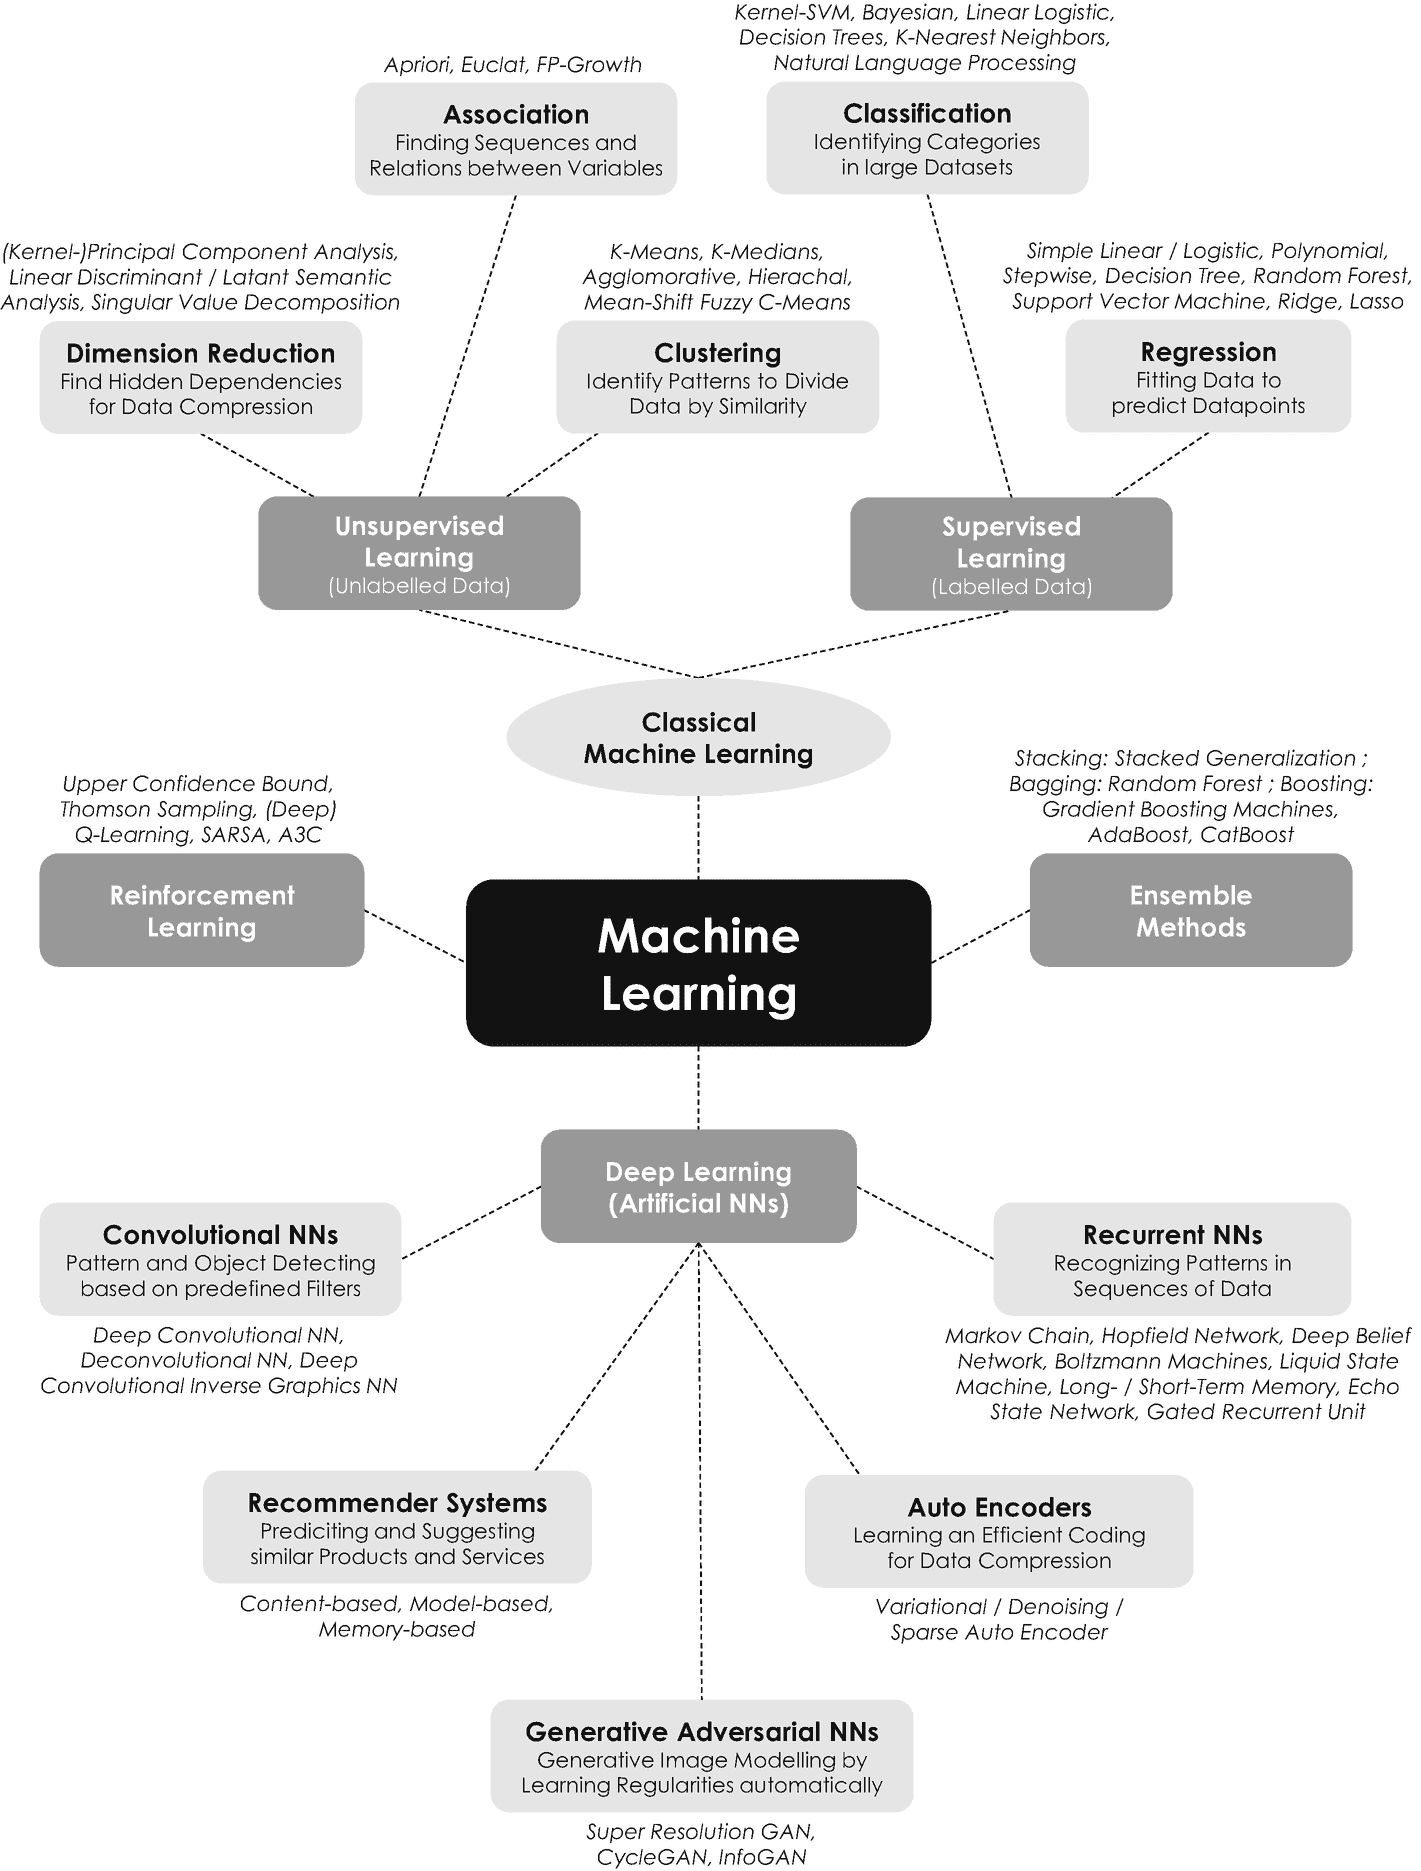 Kernel-SVM, Bayesian, Linear Logistic,
Decision Trees, K-Nearest Neighbors,
Natural Language Processing
Apriori, Euclat, FP-Growth
Association
Finding Sequences and
Relations between Variables
Classification
Identifying Categories
in large Datasets
(Kernel-)Principal Component Analysis,
Linear Discriminant / Latant Semantic
Analysis, Singular Value Decomposition
K-Means, K-Medians,
Agglomorative, Hierachal,
Mean-Shift Fuzzy C-Means
Simple Linear / Logistic, Polynomial,
Stepwise, Decision Tree, Random Forest,
Support Vector Machine, Ridge, Lasso
Dimension Reduction
Find Hidden Dependencies
for Data Compression
Clustering
Identify Patterns to Divide
Data by Similarity
Regression
Fitting Data to
predict Datapoints
Unsupervised
Learning
(Unlabelled Data)
Supervised
Learning
(Labelled Data)
Classical
Machine Learning
Upper Confidence Bound,
Thomson Sampling, (Deep)
Q-Learning, SARSA, A3C
Stacking: Stacked Generalization ;
Bagging: Random Forest ; Boosting:
Gradient Boosting Machines,
AdaBoost, CatBoost
Reinforcement
Learning
Machine
Learning
Ensemble
Methods
Deep Learning
(Artificial NNs)
Convolutional NNs
Pattern and Object Detecting
based on predefined Filters
Deep Convolutional NN,
Deconvolutional NN, Deep
Convolutional Inverse Graphics NN
Recurrent NNs
Recognizing Patterns in
Sequences of Data
Markov Chain, Hopfield Network, Deep Belief
Network, Boltzmann Machines, Liquid State
Machine, Long- / Short-Term Memory, Echo
State Network, Gated Recurrent Unit
Recommender Systems
Prediciting and Suggesting
similar Products and Services
Content-based, Model-based,
Memory-based
Auto Encoders
Learning an Efficient Coding
for Data Compression
Variational / Denoising /
Sparse Auto Encoder
Generative Adversarial NNs
Generative Image Modelling by
Learning Regularities automatically
Super Resolution GAN,
CycleGAN, InfoGAN